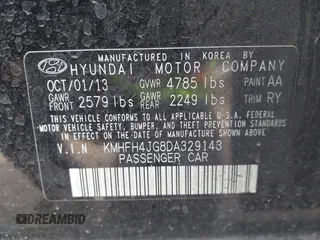 MANUFACTURED IN KOREA BY
HYUNDAI MOTOR COMPANY
OCT/01/13 GVWR 4785 lbs PAINT AA
GAWR FRONT 2579 lbs GAWR REAR 2249 lbs TRIM RY
THIS VEHICLE CONFORMS TO ALL APPLICABLE U.S.
FEDERAL MOTOR VEHICLE SAFETY, BUMPER, AND THEFT
PREVENTION STANDARDS IN EFFECT ON THE DATE OF
MANUFACTURE SHOWN ABOVE.
V.I.N KMHFH4JG8DA329143
PASSENGER CAR
AUTOBIDMID